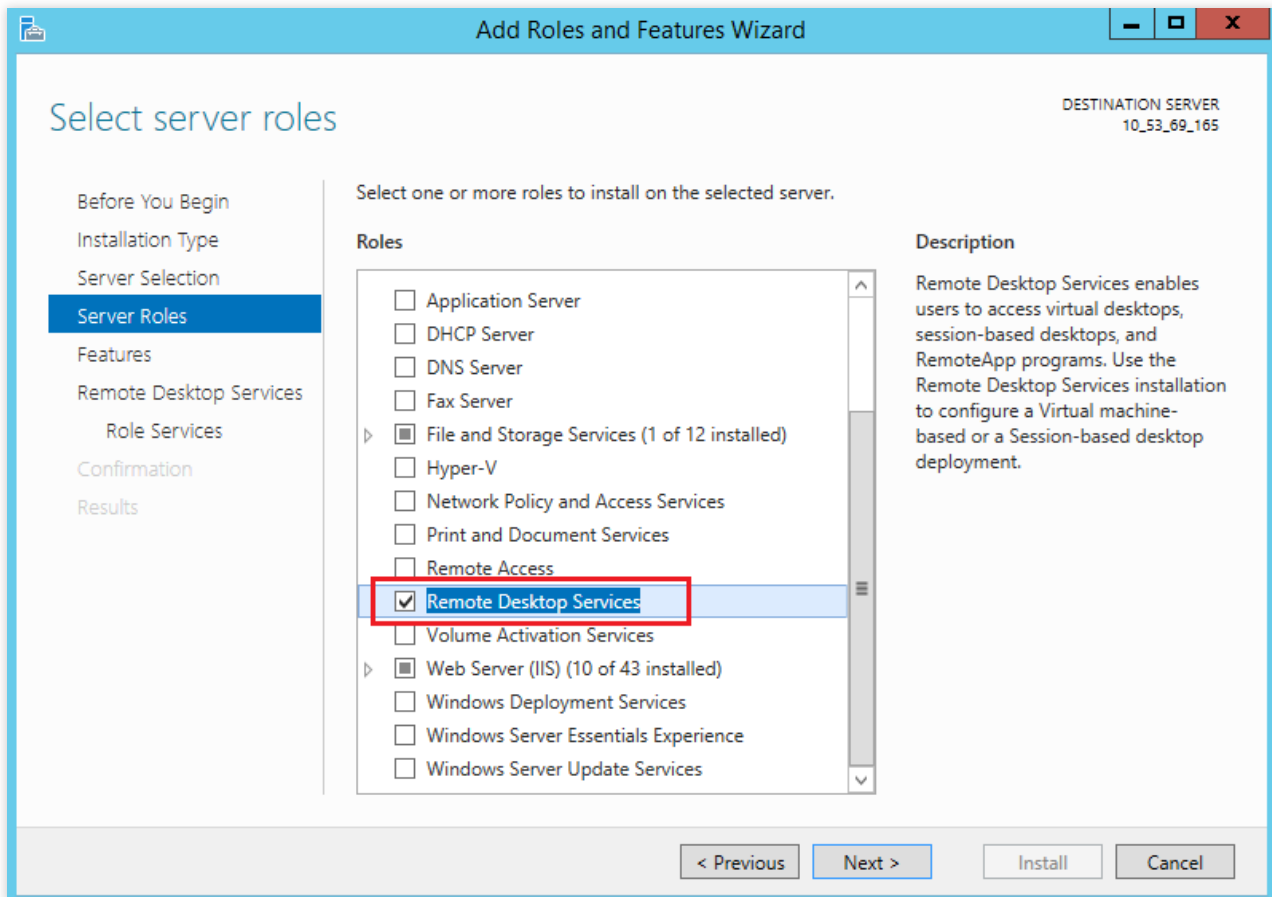 Add Roles and Features Wizard
Select server roles
DESTINATION SERVER
10_53_69_165
Before You Begin
Installation Type
Server Selection
Server Roles
Features
Remote Desktop Services
Role Services
Confirmation
Results
Select one or more roles to install on the selected server.
Roles
Application Server
DHCP Server
DNS Server
Fax Server
File and Storage Services (1 of 12 installed)
Hyper-V
Network Policy and Access Services
Print and Document Services
Remote Access
Remote Desktop Services
Volume Activation Services
Web Server (IIS) (10 of 43 installed)
Windows Deployment Services
Windows Server Essentials Experience
Windows Server Update Services
Description
Remote Desktop Services enables
users to access virtual desktops,
session-based desktops, and
RemoteApp programs. Use the
Remote Desktop Services installation
to configure a Virtual machine-
based or a Session-based desktop
deployment.
< Previous
Next >
Install
Cancel